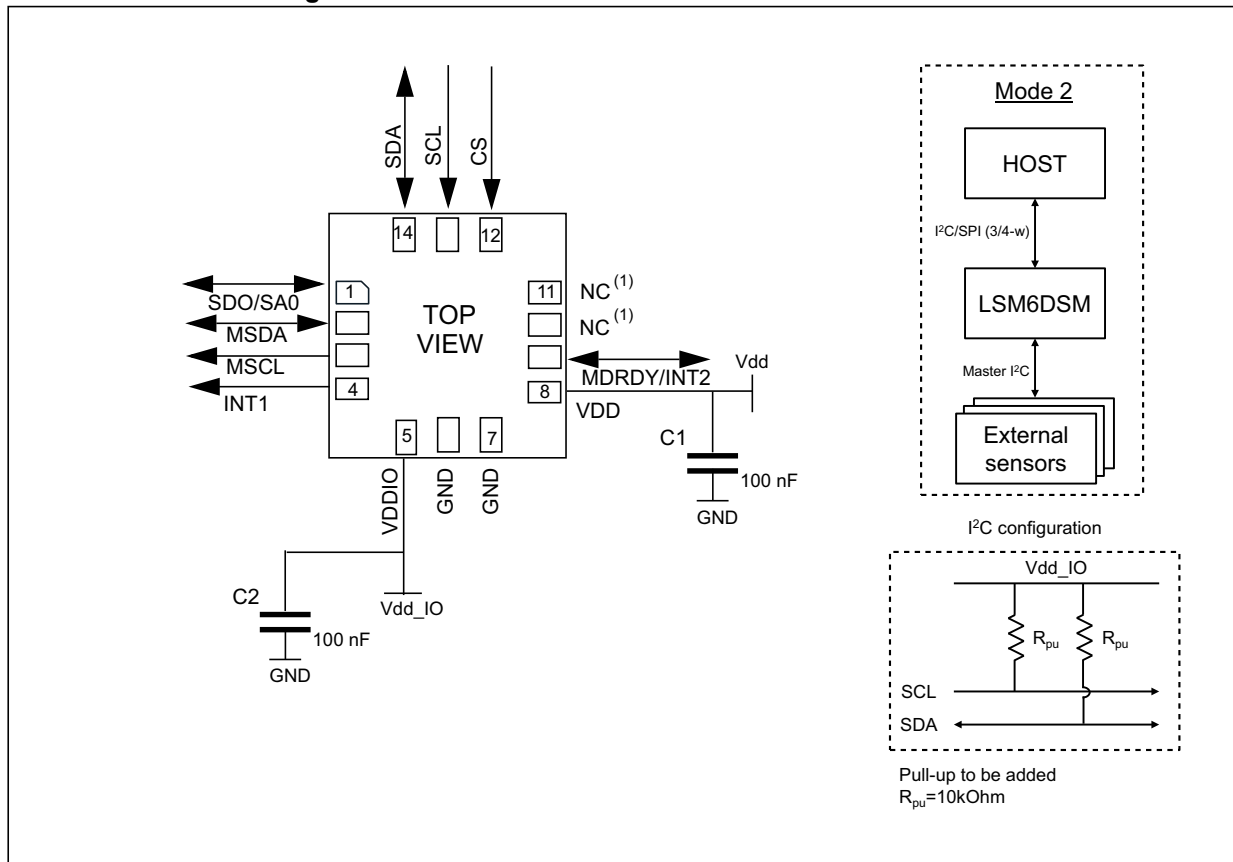 SDA
SCL
CS
14
12
1
11
NC (1)
SDO/SA0
TOP
VIEW
NC (1)
MSDA
MSCL
MDRDY/INT2
Vdd
4
8
INT1
VDD
5
7
C1
100 nF
GND
VDDIO
GND
GND
C2
100 nF
GND
Vdd_IO
Mode 2
HOST
I²C/SPI (3/4-w)
LSM6DSM
Master I²C
External
sensors
I²C configuration
Vdd_IO
Rpu
Rpu
SCL
SDA
Pull-up to be added
Rpu=10kOhm